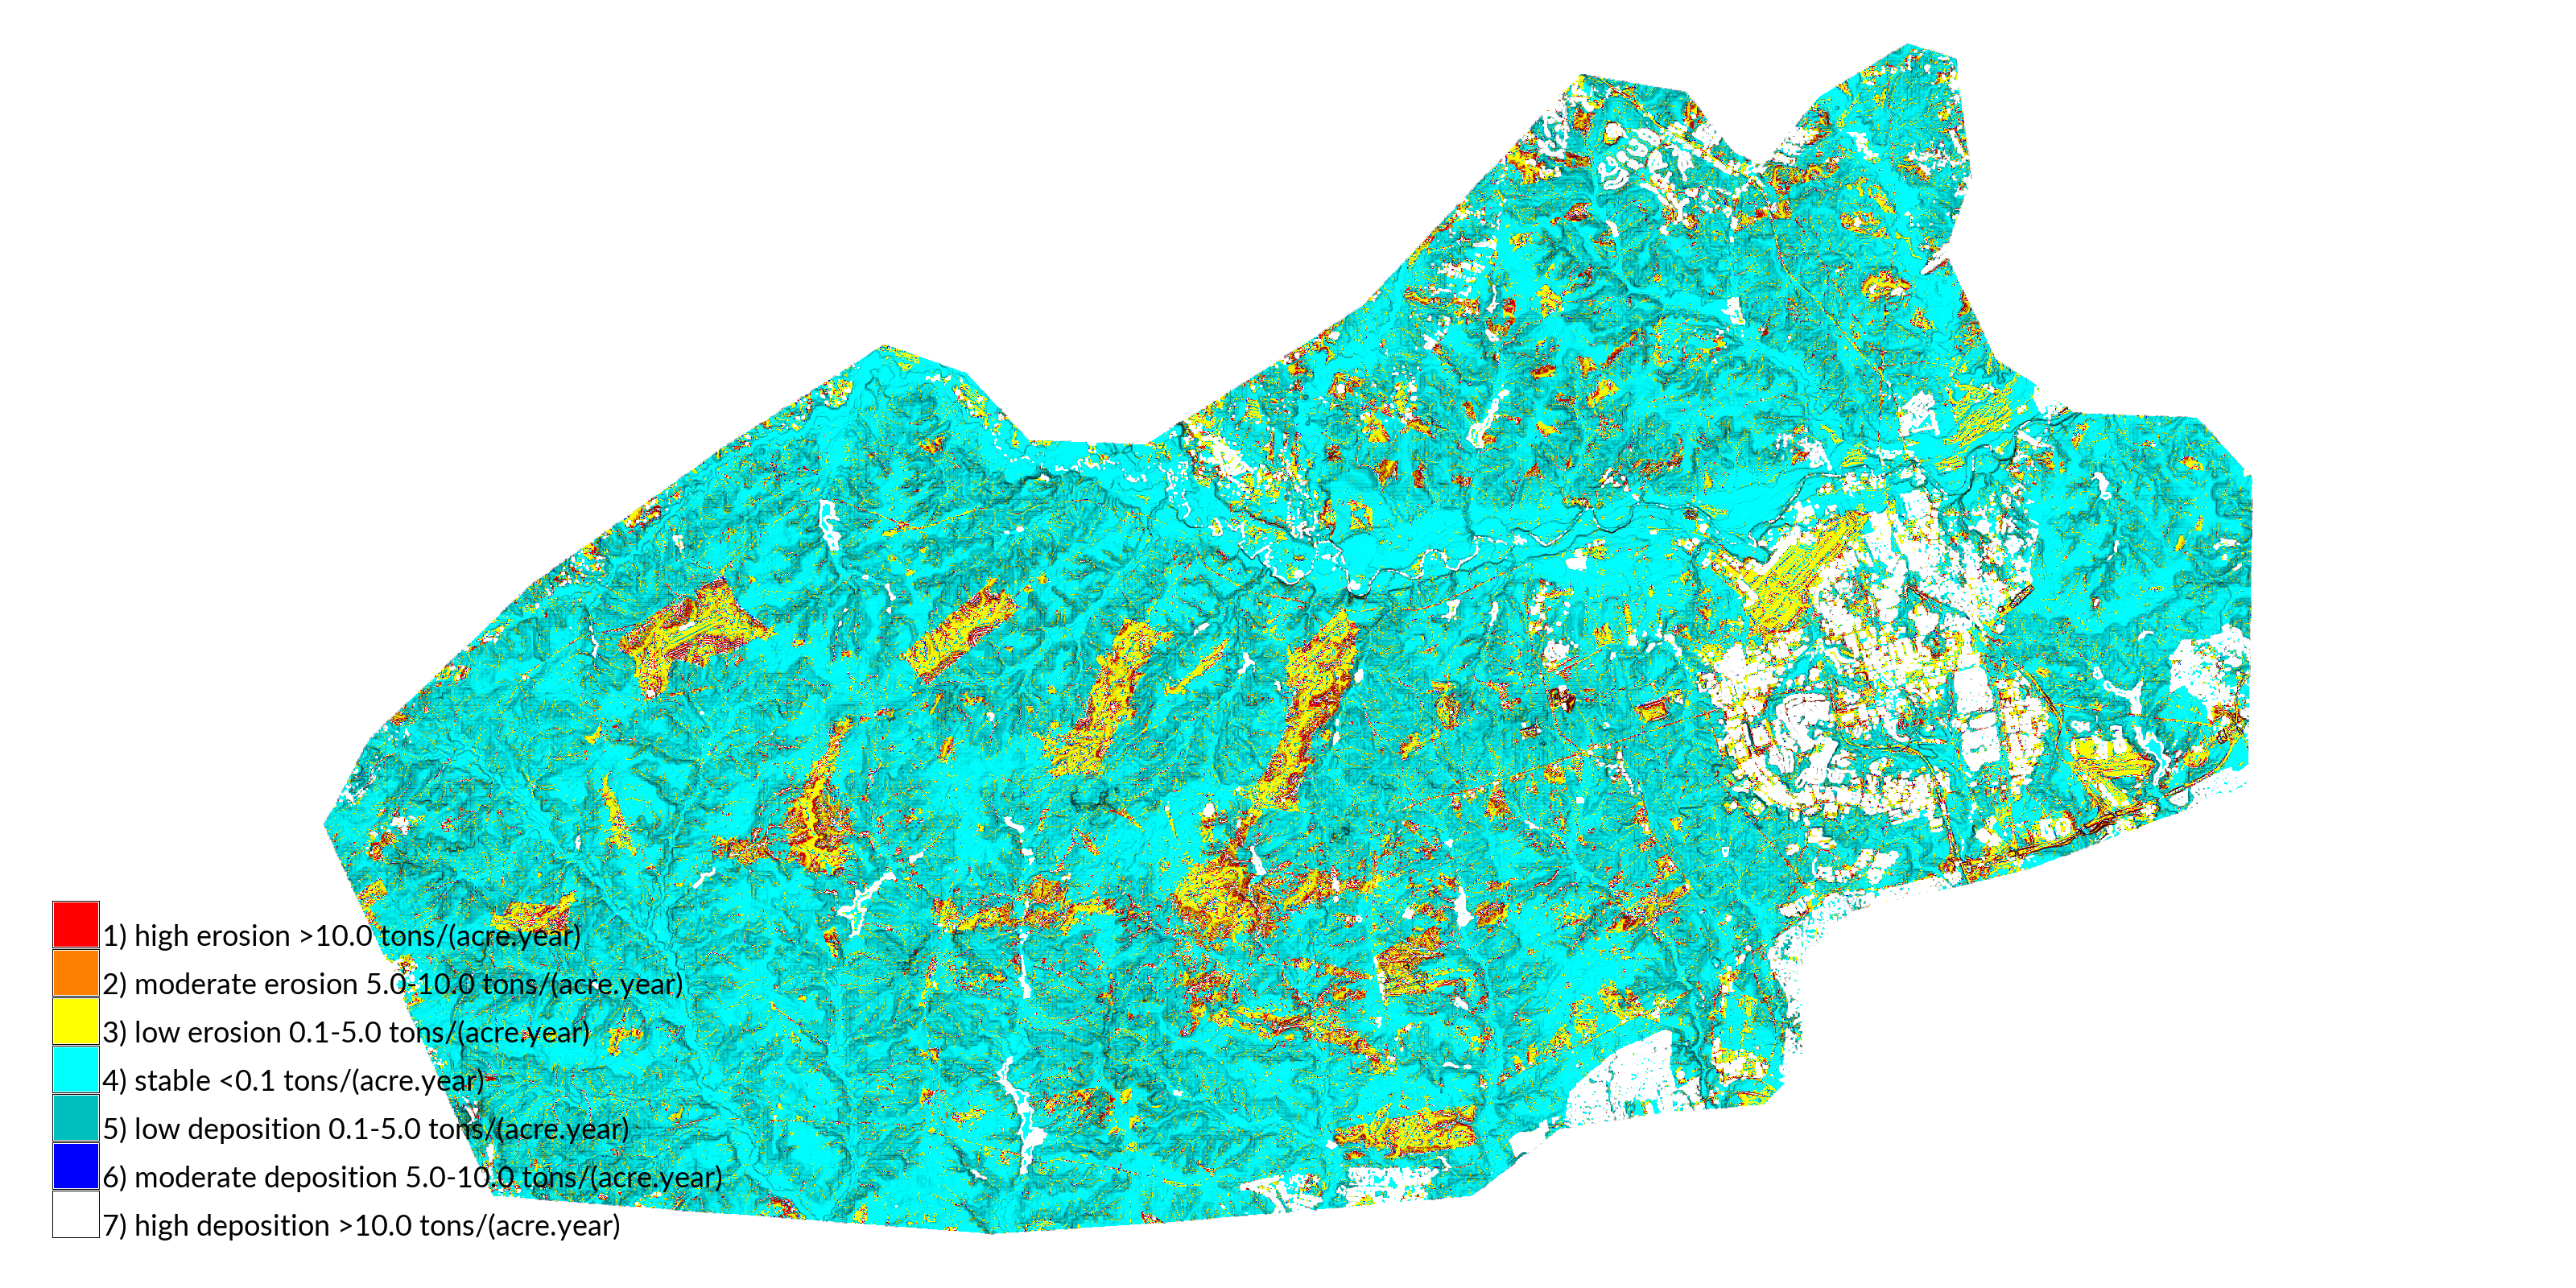 1) high erosion >10.0 tons/(acre.year)
2) moderate erosion 5.0-10.0 tons/(acre.year)
3) low erosion 0.1-5.0 tons/(acre.year)
4) stable <0.1 tons/(acre.year)
5) low deposition 0.1-5.0 tons/(acre.year)
6) moderate deposition 5.0-10.0 tons/(acre.year)
7) high deposition >10.0 tons/(acre.year)